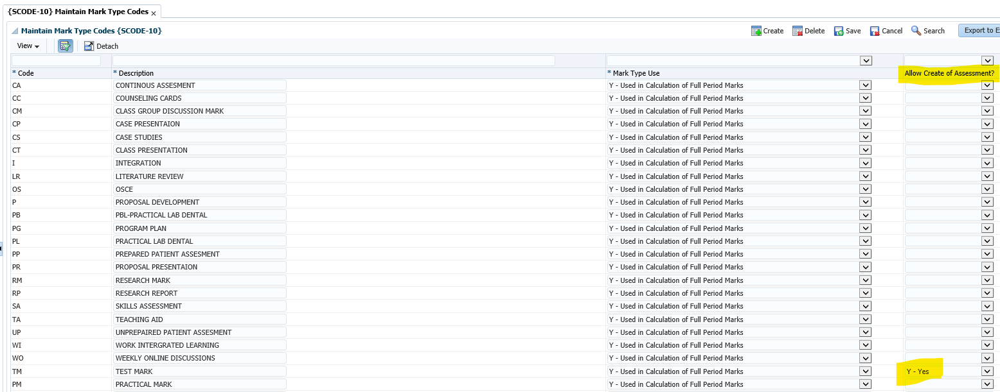 {SCODE-10} Maintain Mark Type Codes ×
Maintain Mark Type Codes {SCODE-10} Create Delete Save Cancel Search Export to E
View Detach
* Code * Description * Mark Type Use Allow Create of Assessment?
CA CONTINOUS ASSESMENT Y - Used in Calculation of Full Period Marks
CC COUNSELING CARDS Y - Used in Calculation of Full Period Marks
CM CLASS GROUP DISCUSSION MARK Y - Used in Calculation of Full Period Marks
CP CASE PRESENTAION Y - Used in Calculation of Full Period Marks
CS CASE STUDIES Y - Used in Calculation of Full Period Marks
CT CLASS PRESENTATION Y - Used in Calculation of Full Period Marks
I INTEGRATION Y - Used in Calculation of Full Period Marks
LR LITERATURE REVIEW Y - Used in Calculation of Full Period Marks
OS OSCE Y - Used in Calculation of Full Period Marks
P PROPOSAL DEVELOPMENT Y - Used in Calculation of Full Period Marks
PB PBL-PRACTICAL LAB DENTAL Y - Used in Calculation of Full Period Marks
PG PROGRAM PLAN Y - Used in Calculation of Full Period Marks
PL PRACTICAL LAB DENTAL Y - Used in Calculation of Full Period Marks
PP PREPARED PATIENT ASSESMENT Y - Used in Calculation of Full Period Marks
PR PROPOSAL PRESENTAION Y - Used in Calculation of Full Period Marks
RM RESEARCH MARK Y - Used in Calculation of Full Period Marks
RP RESEARCH REPORT Y - Used in Calculation of Full Period Marks
SA SKILLS ASSESSMENT Y - Used in Calculation of Full Period Marks
TA TEACHING AID Y - Used in Calculation of Full Period Marks
UP UNPREPAIRED PATIENT ASSESMENT Y - Used in Calculation of Full Period Marks
WI WORK INTERGRATED LEARNING Y - Used in Calculation of Full Period Marks
WO WEEKLY ONLINE DISCUSSIONS Y - Used in Calculation of Full Period Marks
TM TEST MARK Y - Used in Calculation of Full Period Marks Y - Yes
PM PRACTICAL MARK Y - Used in Calculation of Full Period Marks